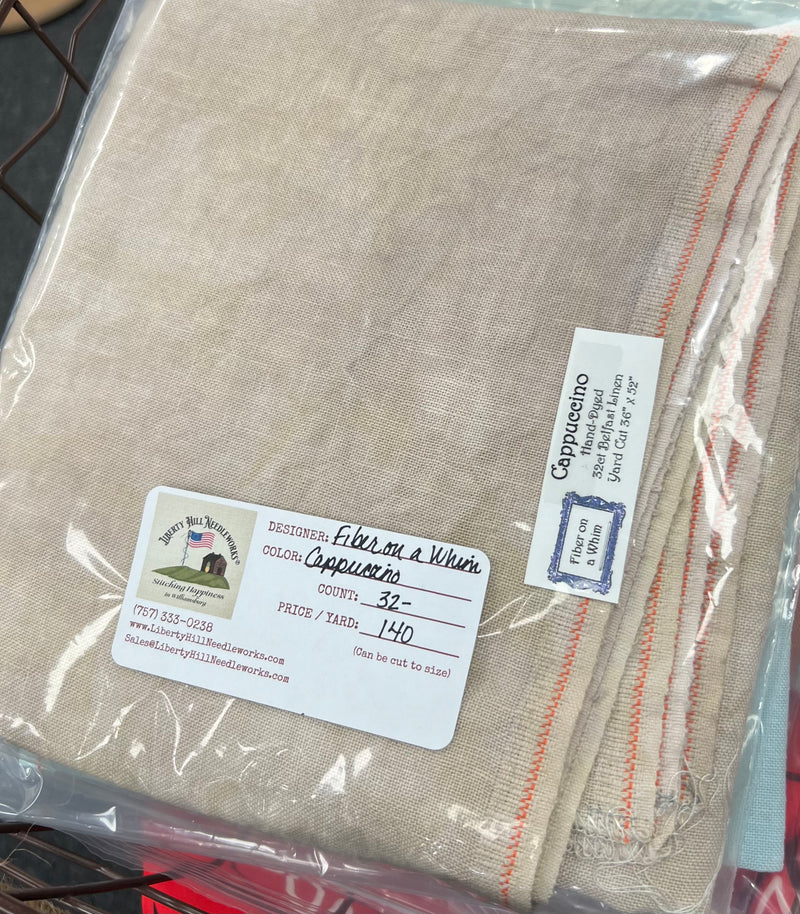 Cappuccino
Hand-Dyed
32ct Belfast Linen
Yard Cut 36" X 52"
Fiber on
a Whim
LIBERTY HILL NEEDLEWORKS®
Stitching Happiness
in Williamsburg
(757) 333-0238
www.LibertyHillNeedleworks.com
Sales@LibertyHillNeedleworks.com
DESIGNER: Fiber on a Whim
COLOR: Cappuccino
COUNT: 32-
PRICE / YARD: 140
(Can be cut to size)